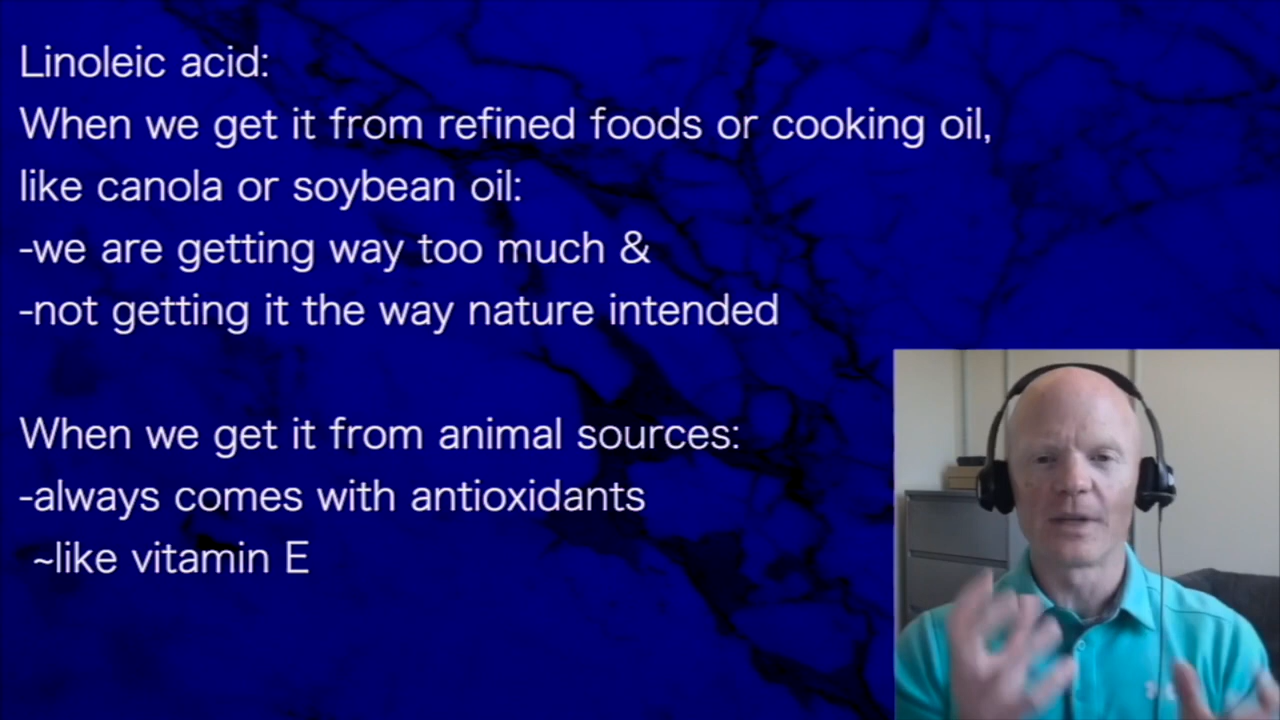 Linoleic acid:
When we get it from refined foods or cooking oil,
like canola or soybean oil:
-we are getting way too much &
-not getting it the way nature intended
When we get it from animal sources:
-always comes with antioxidants
~like vitamin E